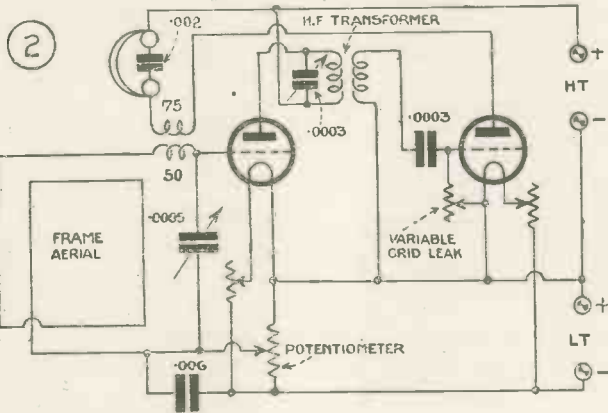 2
.002
H.F TRANSFORMER
+
HT
-
75
.0003
.0003
50
.0005
FRAME
AERIAL
VARIABLE
GRID LEAK
+
LT
-
POTENTIOMETER
.006